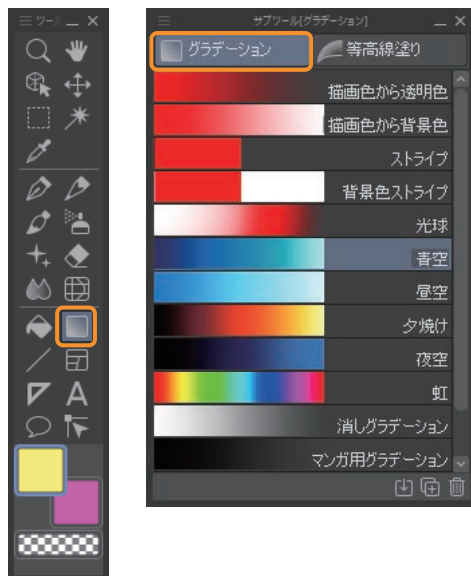 ツール
サブツール[グラデーション]
グラデーション
等高線塗り
描画色から透明色
描画色から背景色
ストライプ
背景色ストライプ
光球
青空
昼空
夕焼け
夜空
虹
消しグラデーション
マンガ用グラデーション
A